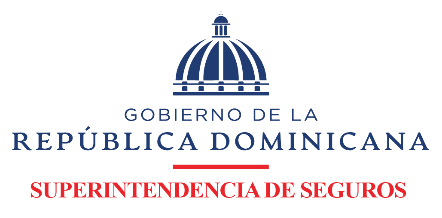 GOBIERNO DE LA
REPÚBLICA DOMINICANA
SUPERINTENDENCIA DE SEGUROS